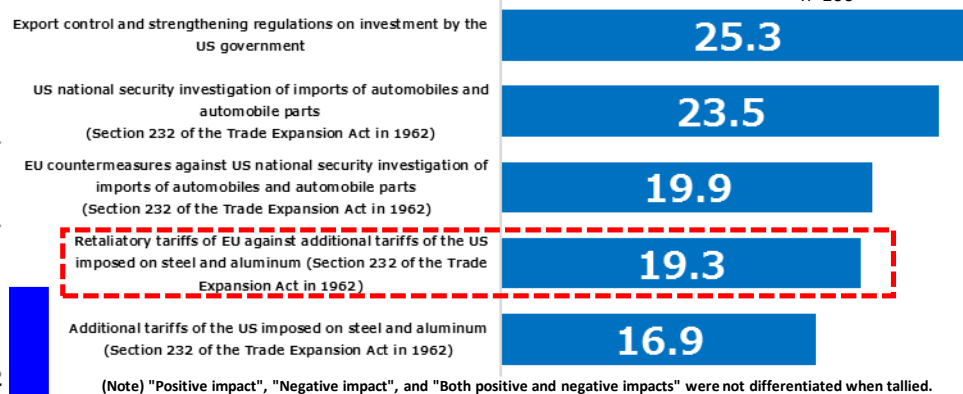 Export control and strengthening regulations on investment by the
US government
25.3
US national security investigation of imports of automobiles and
automobile parts
(Section 232 of the Trade Expansion Act in 1962)
23.5
EU countermeasures against US national security investigation of
imports of automobiles and automobile parts
(Section 232 of the Trade Expansion Act in 1962)
19.9
Retaliatory tariffs of EU against additional tariffs of the US
imposed on steel and aluminum (Section 232 of the Trade
Expansion Act in 1962)
19.3
Additional tariffs of the US imposed on steel and aluminum
(Section 232 of the Trade Expansion Act in 1962)
16.9
(Note) "Positive impact", "Negative impact", and "Both positive and negative impacts" were not differentiated when tallied.